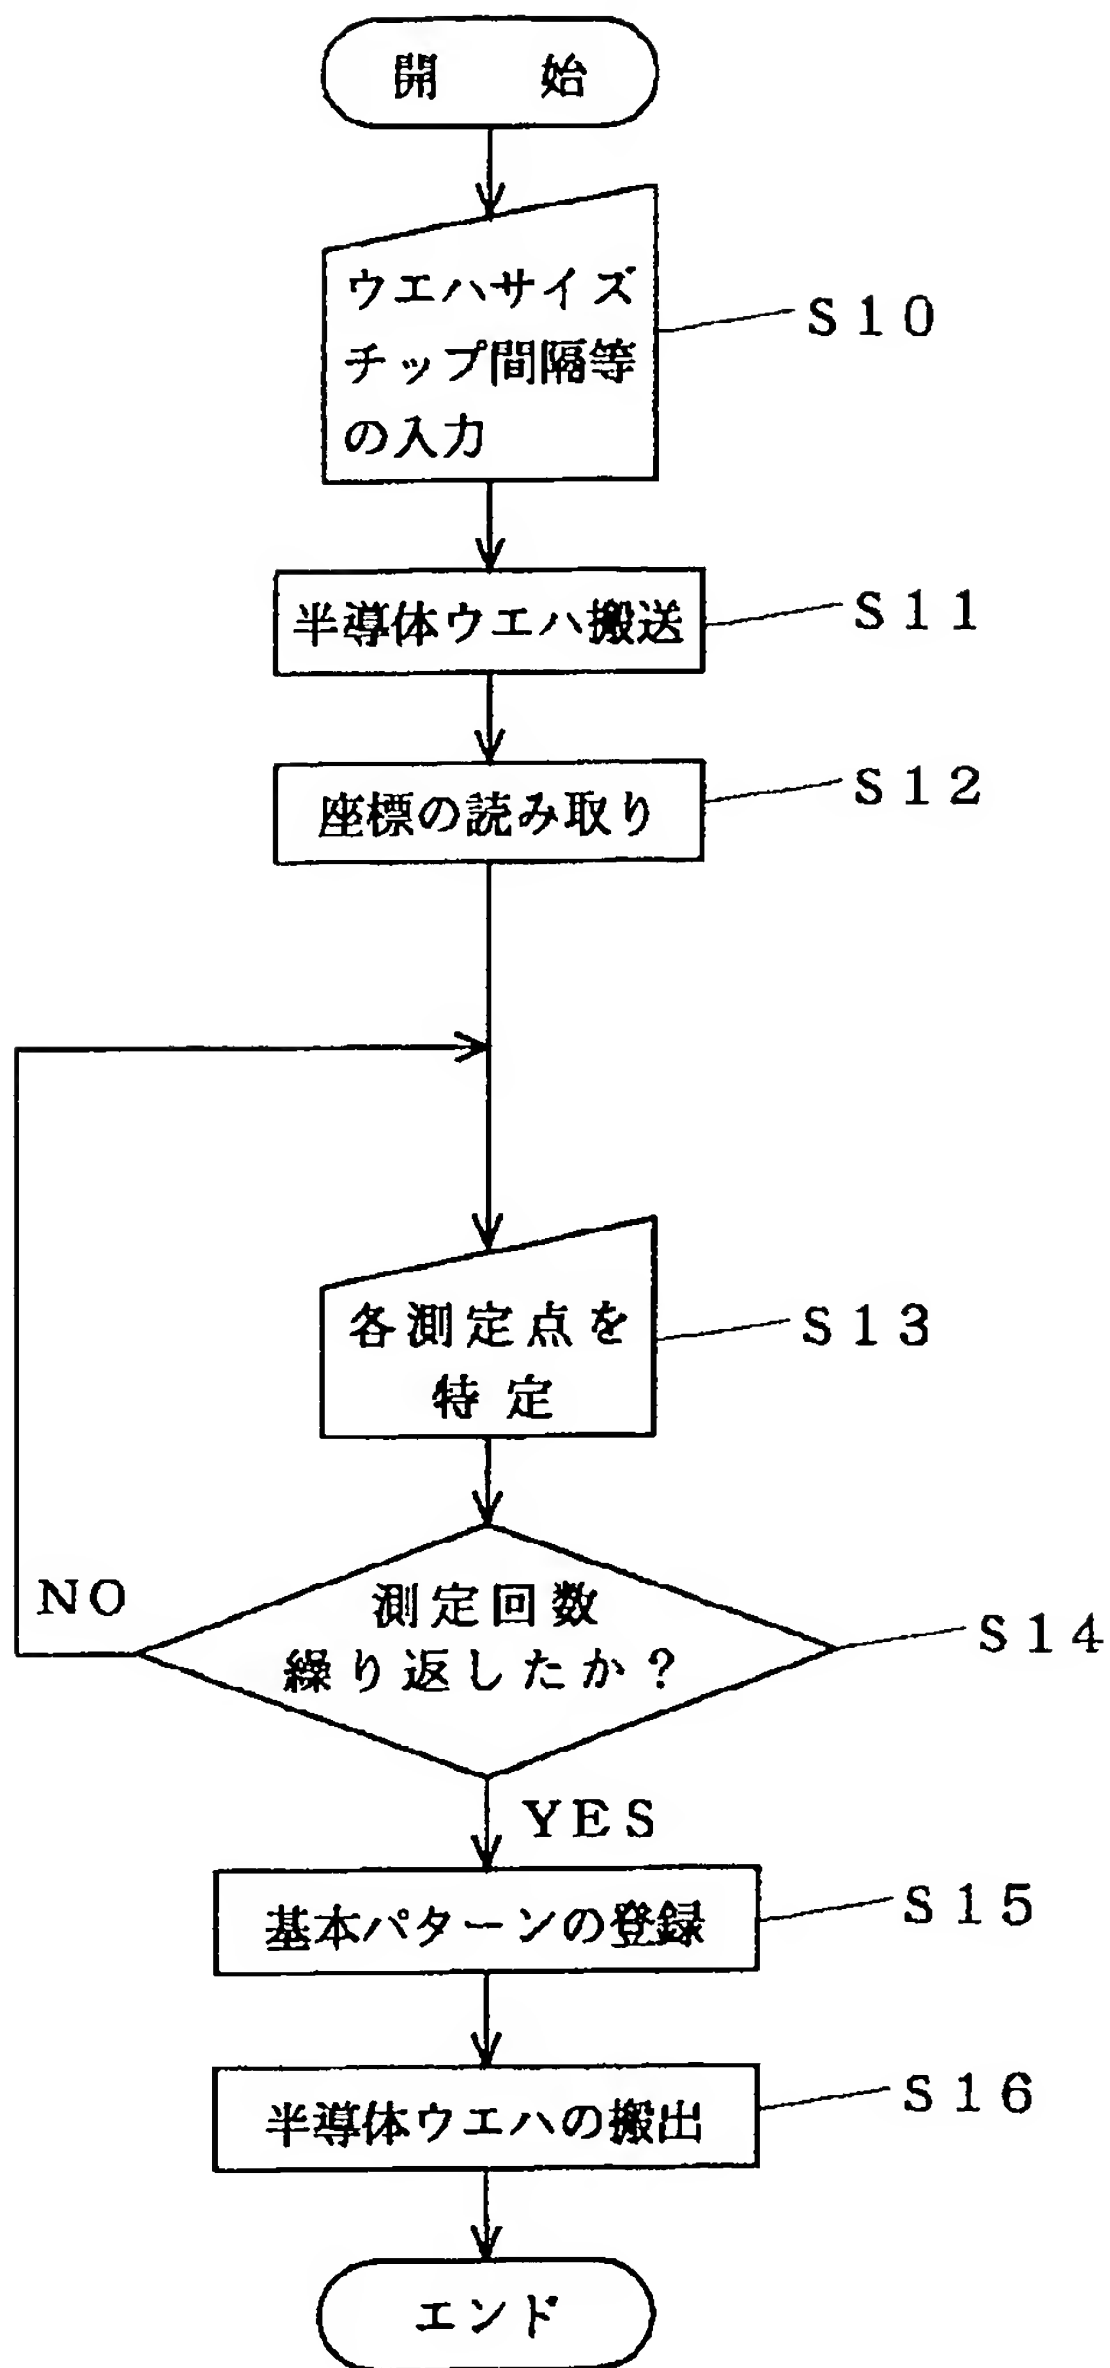 開 始
ウエハサイズ
チップ間隔等
の入力
S10
半導体ウエハ搬送
S11
座標の読み取り
S12
各測定点を
特定
S13
NO
測定回数
繰り返したか?
S14
YES
基本パターンの登録
S15
半導体ウエハの搬出
S16
エンド